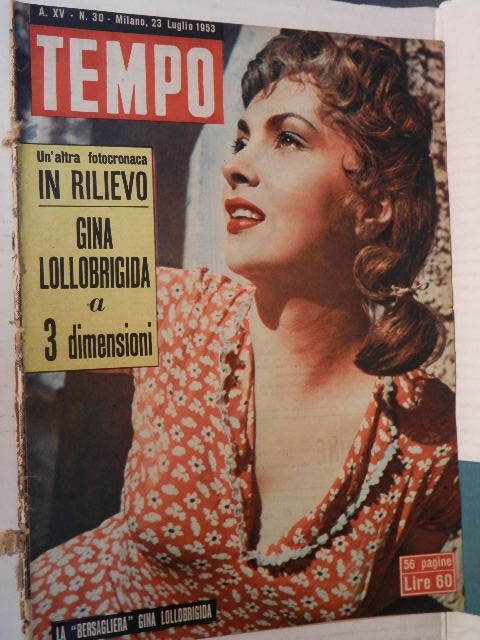 A. XV - N. 30 - Milano, 23 Luglio 1953
TEMPO
Un'altra fotocronaca
IN RILIEVO
GINA
LOLLOBRIGIDA
a
3 dimensioni
56 pagine
Lire 60
LA "BERSAGLIERA" GINA LOLLOBRIGIDA